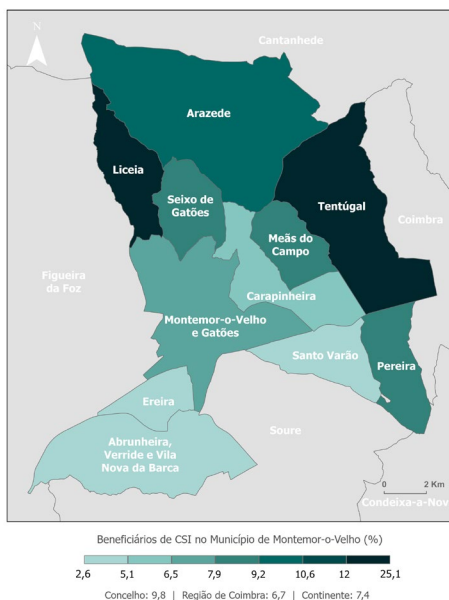 N
Cantanhede
Arazede
Liceia
Seixo de
Gatões
Tentúgal
Coimbra
Meãs do
Campo
Figueira
da Foz
Carapinheira
Montemor-o-Velho
e Gatões
Santo Varão
Pereira
Ereira
Soure
Abrunheira,
Verride e Vila
Nova da Barca
0 2 Km
Condeixa-a-Nov
Beneficiários de CSI no Município de Montemor-o-Velho (%)
2,6 5,1 6,5 7,9 9,2 10,6 12 25,1
Concelho: 9,8 | Região de Coimbra: 6,7 | Continente: 7,4